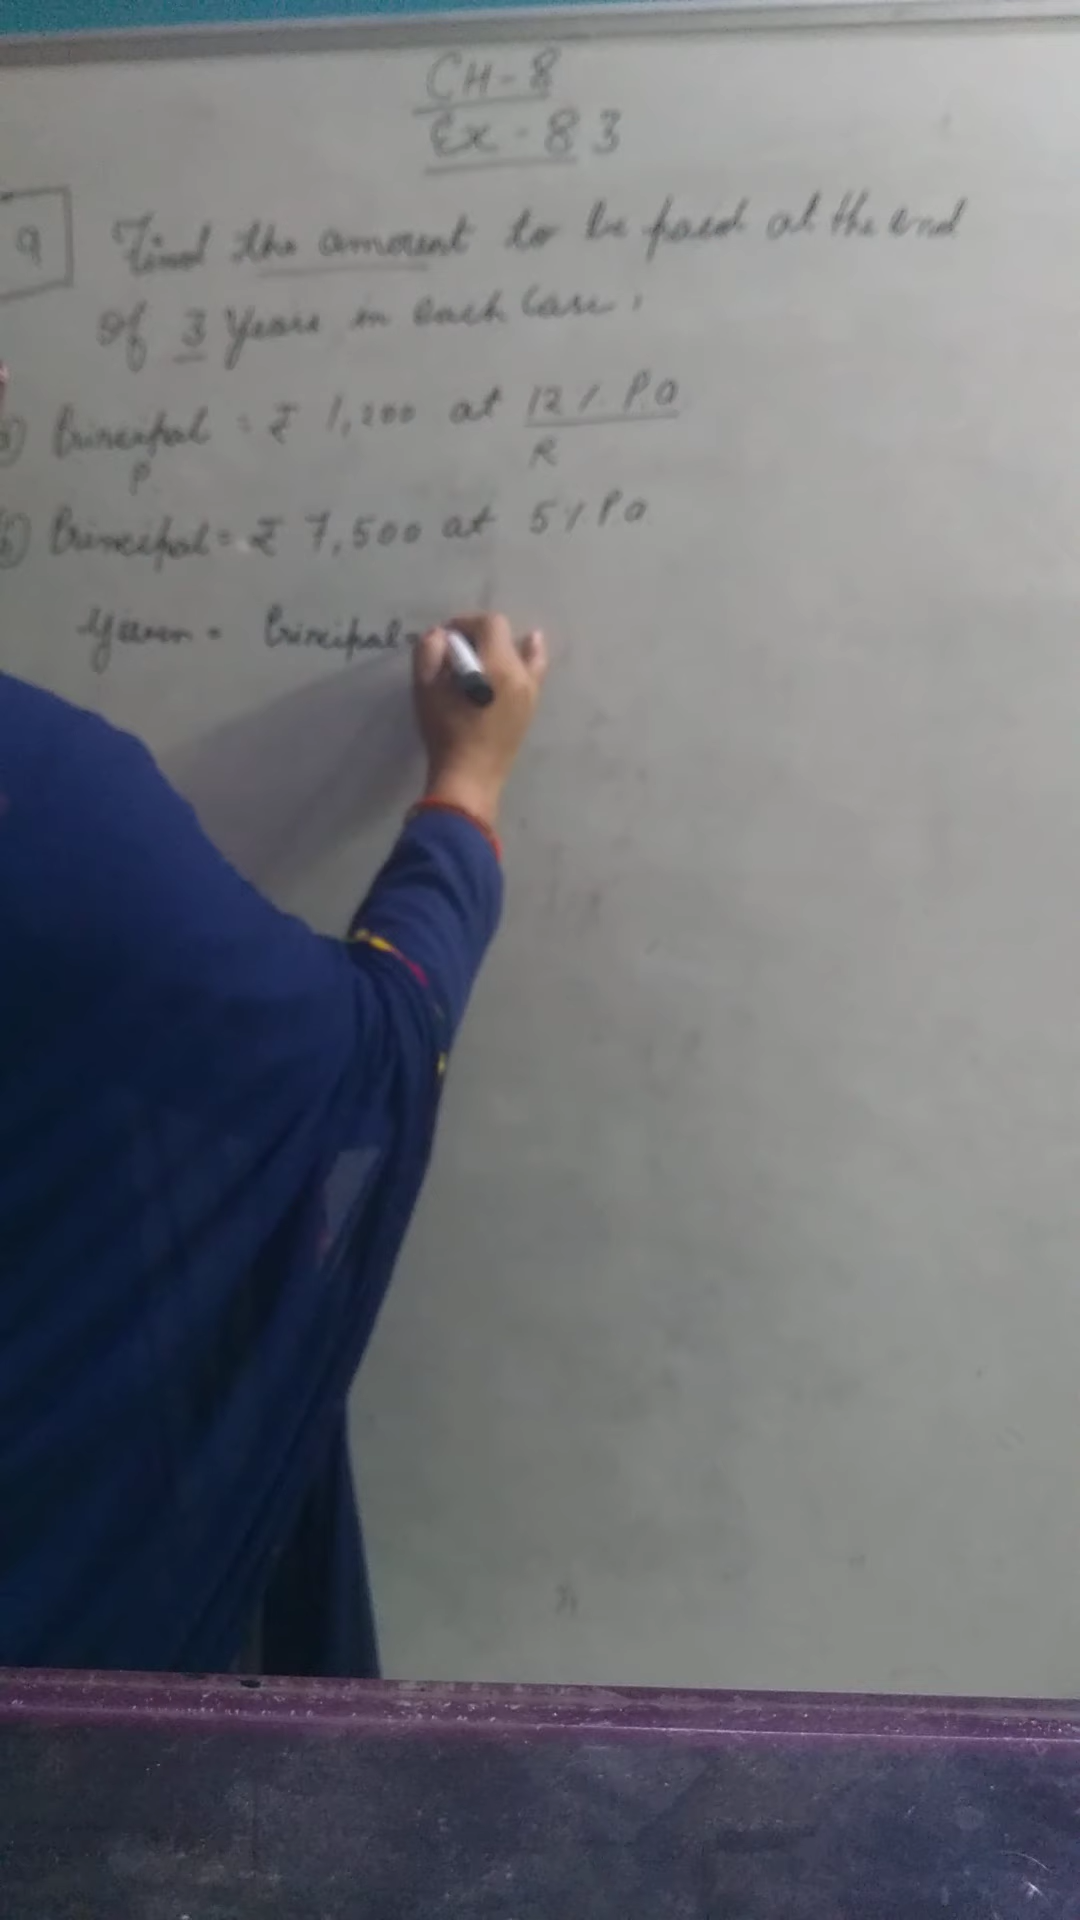 CH-8
Ex-8 3
9 Find the amount to be paid at the end
of 3 Years in each Case.
a) Principal = ₹ 1,200 at 12 % P.a
P R
b) Principal = ₹ 7,500 at 5% P.a
Given = Principal =